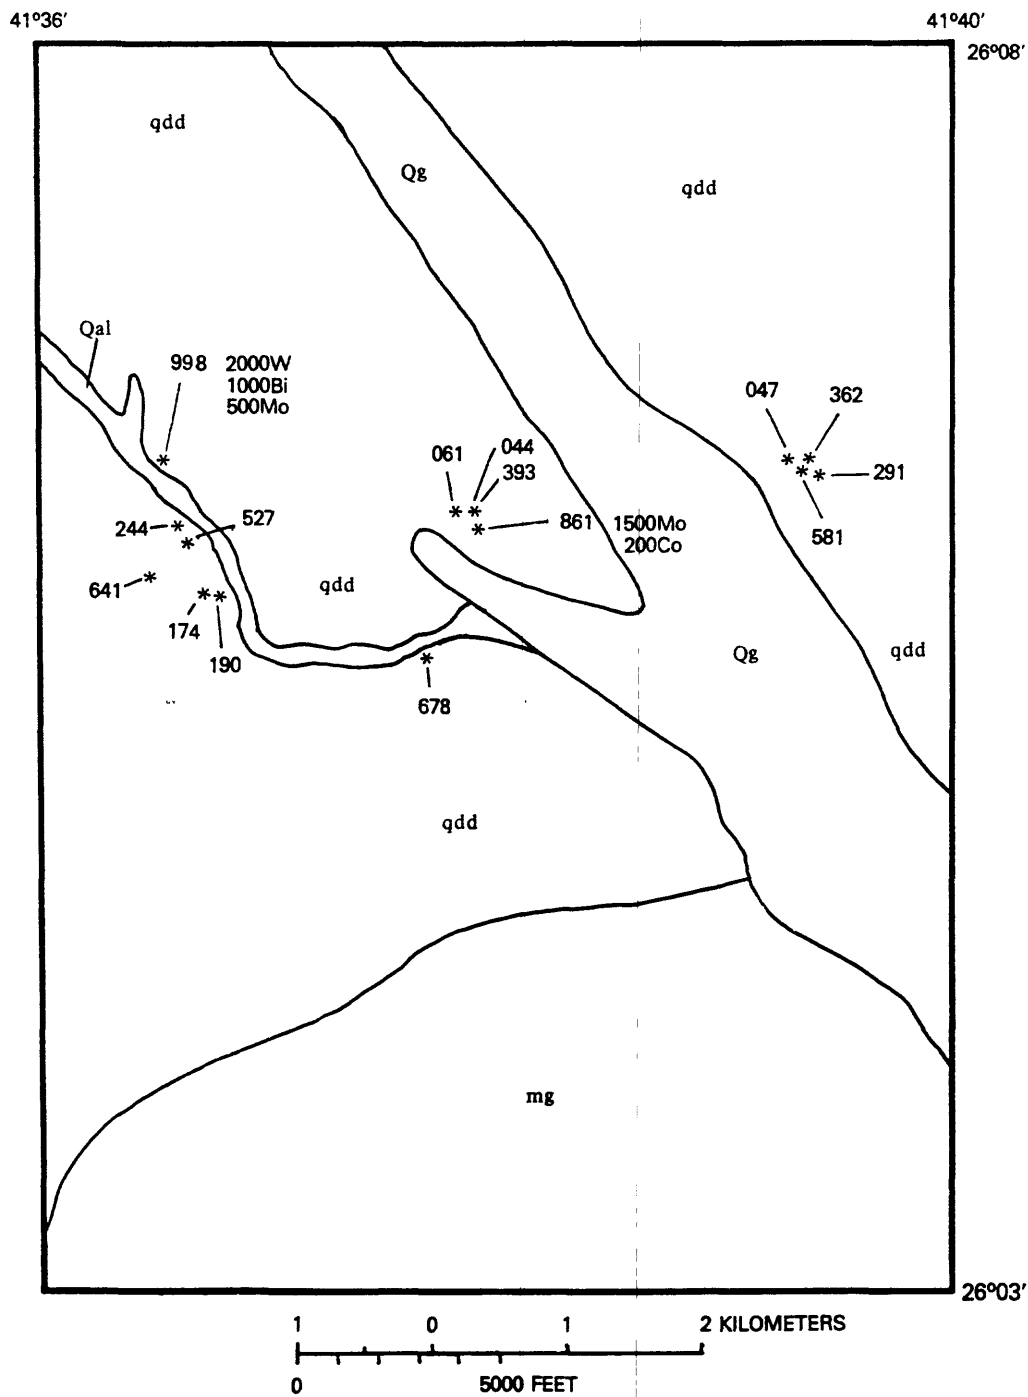 41°36'
41°40'
26°08'
qdd
Qg
qdd
Qal
998
2000W
1000Bi
500Mo
047
362
061
044
393
291
244
527
861
1500Mo
200Co
581
641
qdd
174
190
Qg
qdd
678
qdd
mg
26°03'
1 0 1 2 KILOMETERS
0 5000 FEET